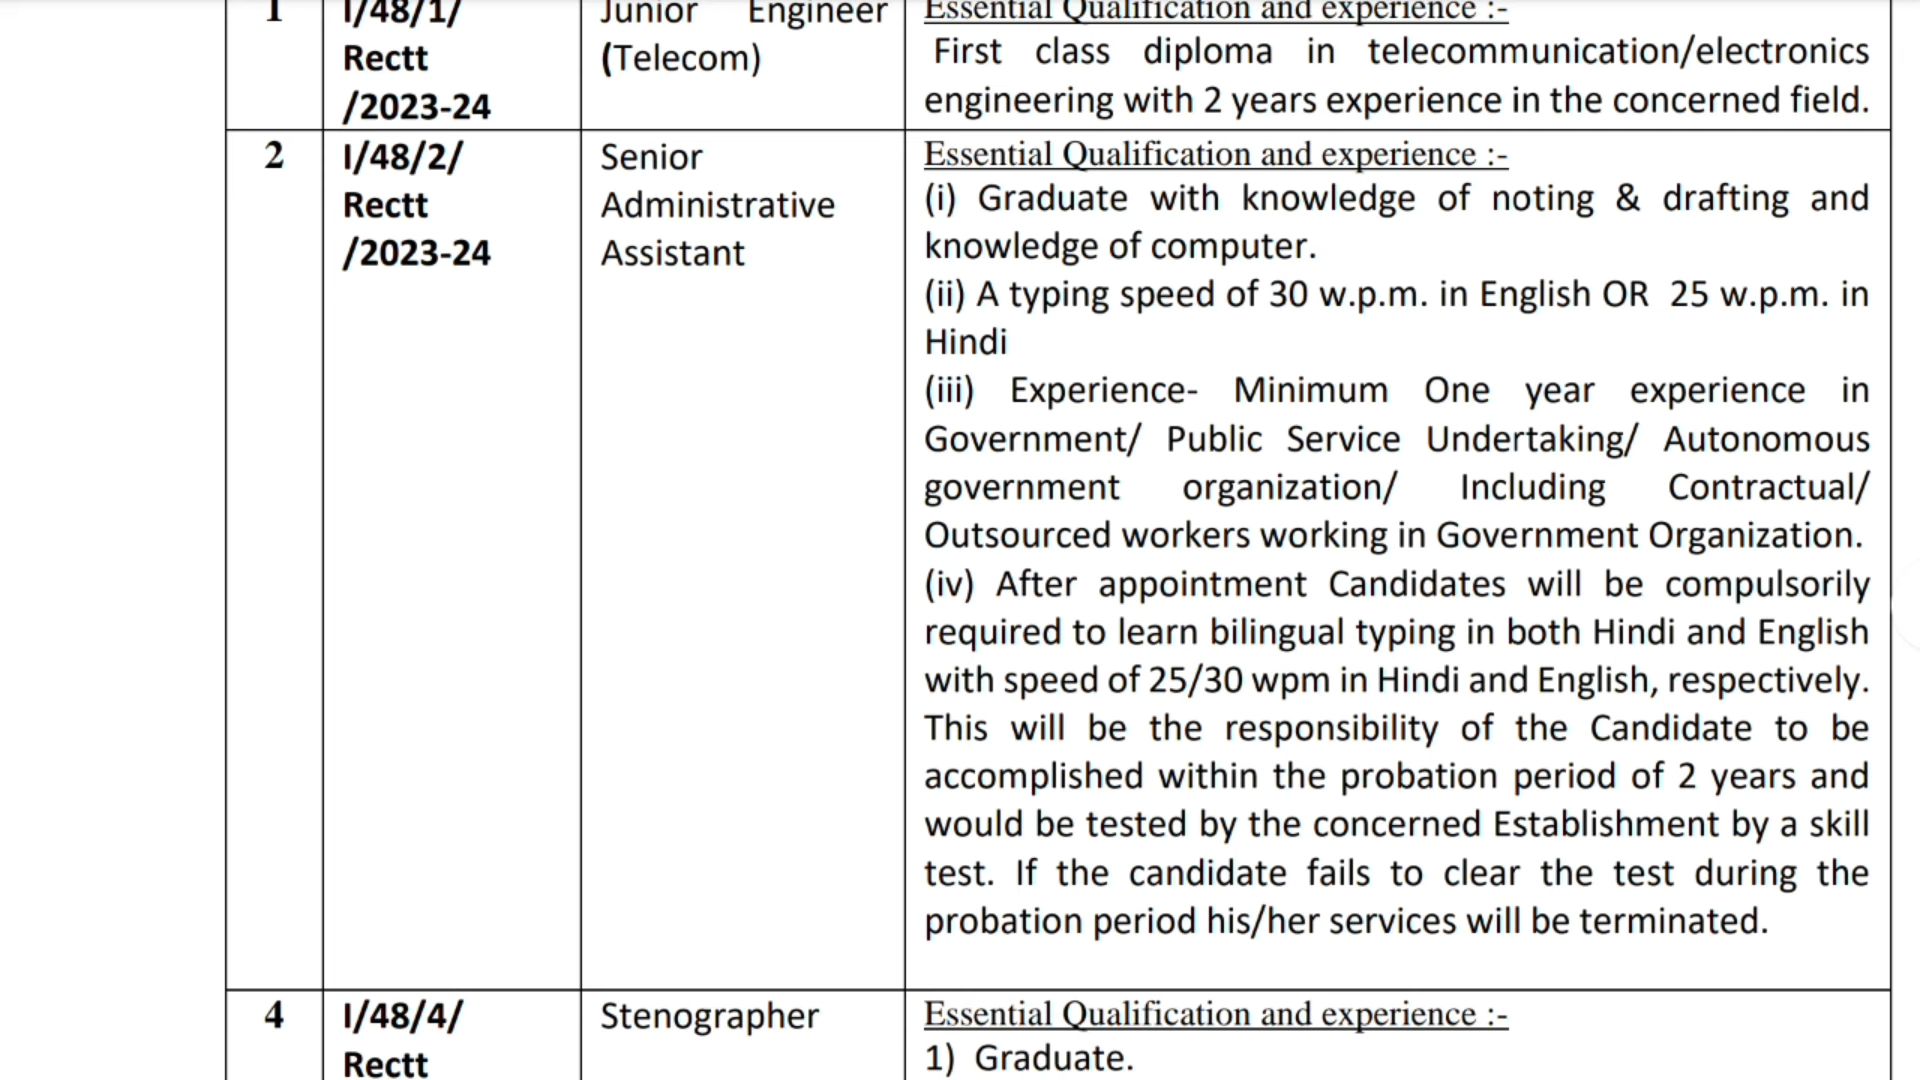 1
I/48/1/
Rectt
/2023-24
Junior Engineer
(Telecom)
Essential Qualification and experience :-
First class diploma in telecommunication/electronics
engineering with 2 years experience in the concerned field.
2
I/48/2/
Rectt
/2023-24
Senior
Administrative
Assistant
Essential Qualification and experience :-
(i) Graduate with knowledge of noting & drafting and
knowledge of computer.
(ii) A typing speed of 30 w.p.m. in English OR 25 w.p.m. in
Hindi
(iii) Experience- Minimum One year experience in
Government/ Public Service Undertaking/ Autonomous
government organization/ Including Contractual/
Outsourced workers working in Government Organization.
(iv) After appointment Candidates will be compulsorily
required to learn bilingual typing in both Hindi and English
with speed of 25/30 wpm in Hindi and English, respectively.
This will be the responsibility of the Candidate to be
accomplished within the probation period of 2 years and
would be tested by the concerned Establishment by a skill
test. If the candidate fails to clear the test during the
probation period his/her services will be terminated.
4
I/48/4/
Rectt
Stenographer
Essential Qualification and experience :-
1) Graduate.